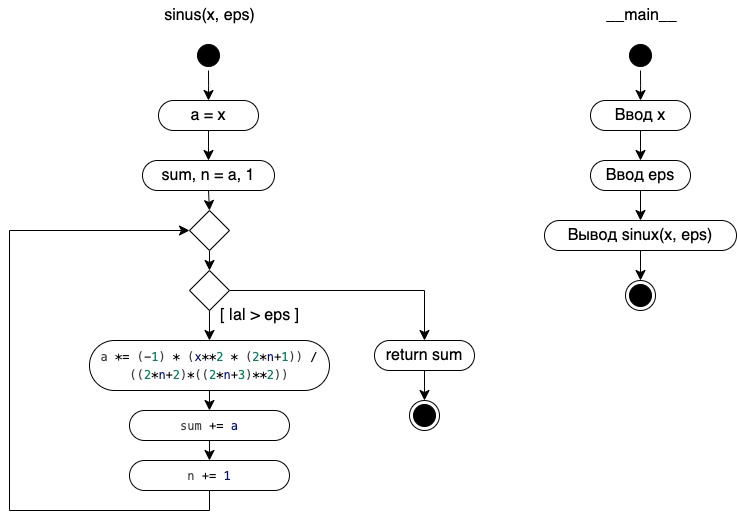 sinus(x, eps)
a = x
sum, n = a, 1
[ |a| > eps ]
a *= (-1) * (x**2 * (2*n+1)) /
((2*n+2)*((2*n+3)**2))
sum += a
n += 1
return sum
__main__
Ввод x
Ввод eps
Вывод sinux(x, eps)